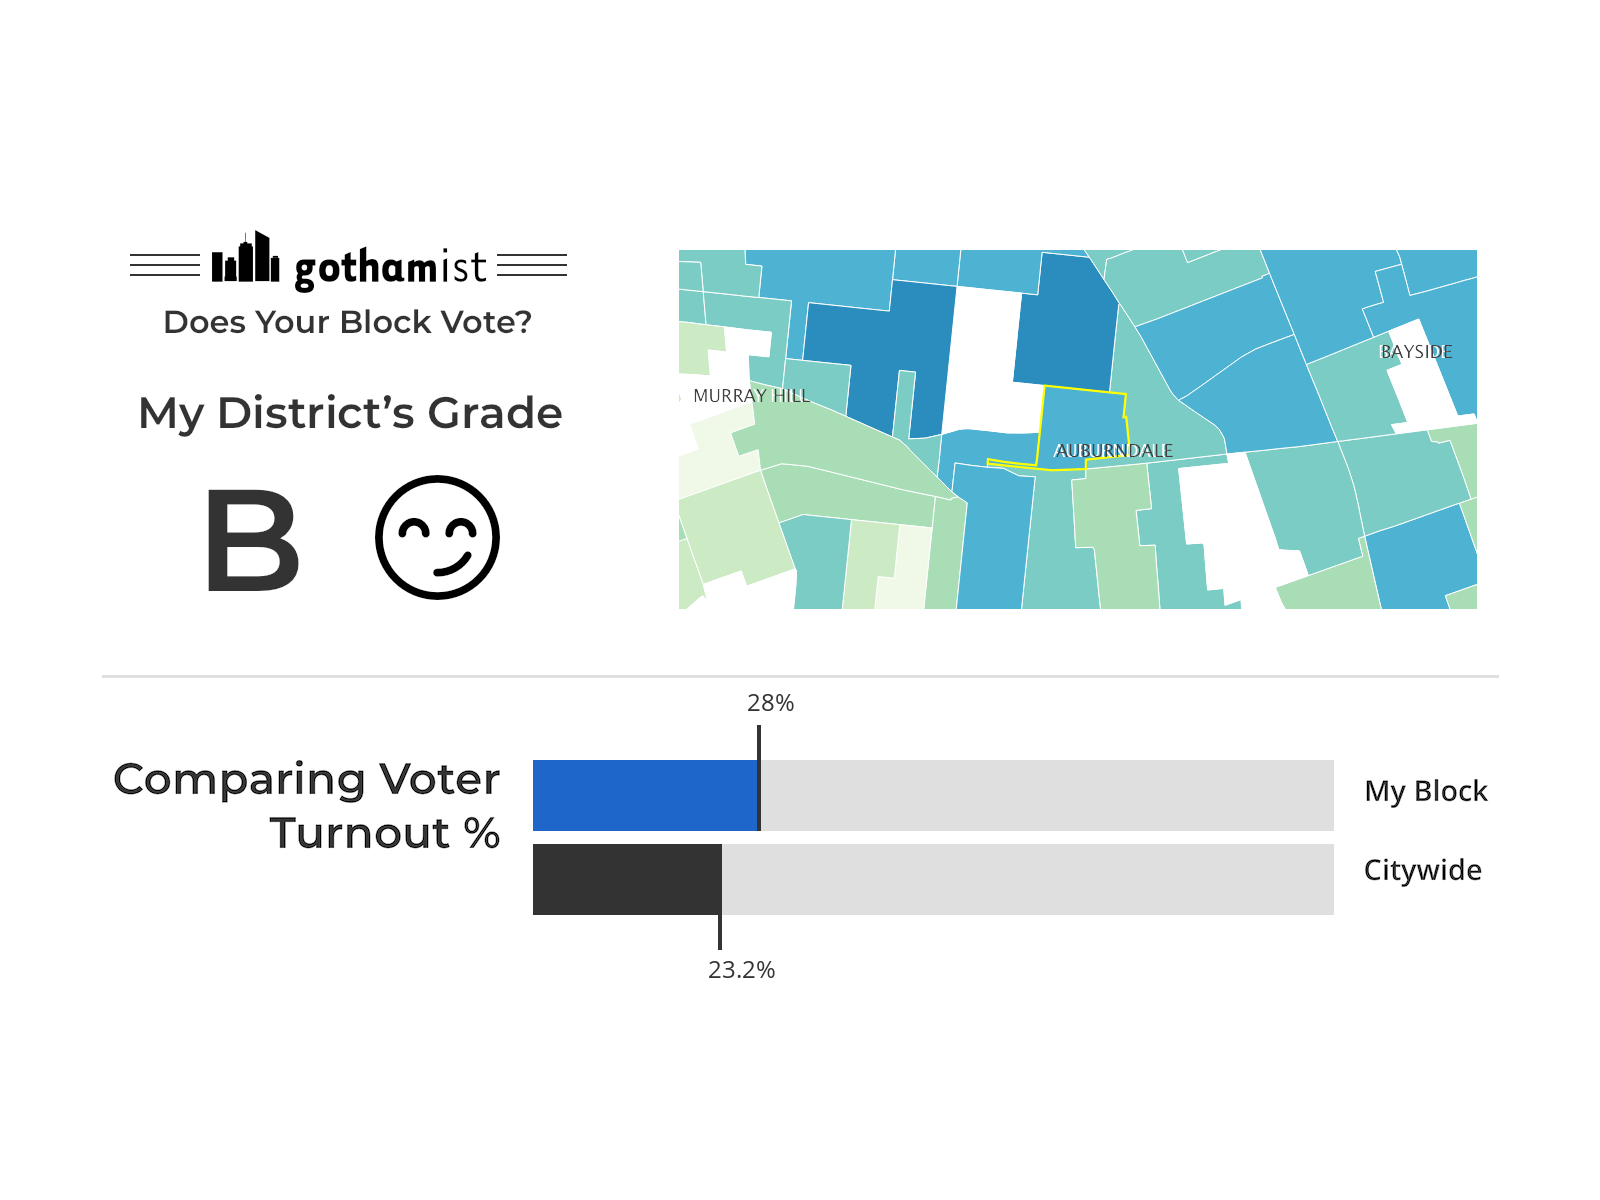 gothamist
Does Your Block Vote?
My District’s Grade
B
MURRAY HILL
AUBURNDALE
BAYSIDE
Comparing Voter
Turnout %
28%
My Block
Citywide
23.2%